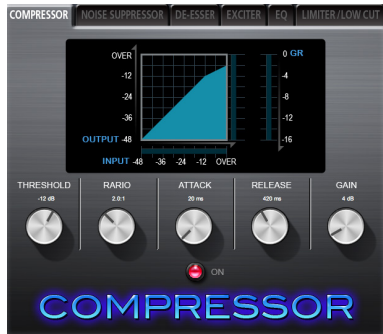 COMPRESSOR NOISE SUPPRESSOR DE-ESSER EXCITER EQ LIMITER/LOW CUT
OVER
-12
-24
-36
OUTPUT -48
INPUT -48 -36 -24 -12 OVER
0 GR
-4
-8
-12
-16
THRESHOLD RARIO ATTACK RELEASE GAIN
-12 dB 2.0:1 20 ms 420 ms 4 dB
ON
COMPRESSOR